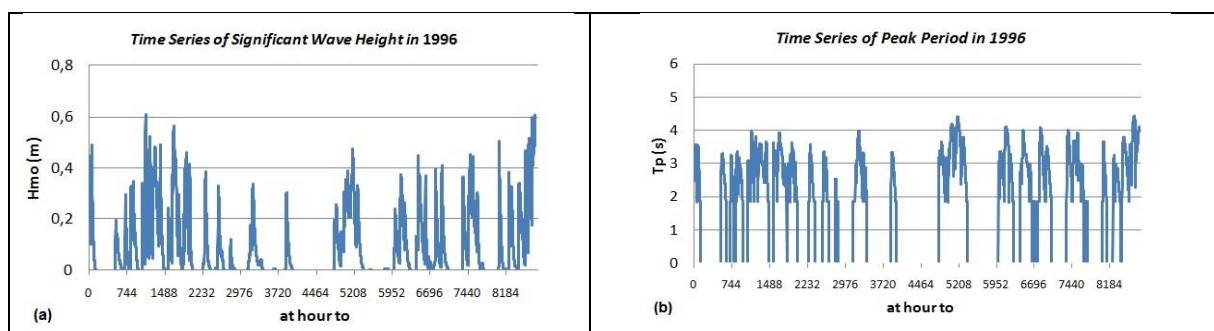 Time Series of Significant Wave Height in 1996
Hmo (m)
0,8
0,6
0,4
0,2
0
0 744 1488 2232 2976 3720 4464 5208 5952 6696 7440 8184
(a)
at hour to
Time Series of Peak Period in 1996
Tp (s)
6
5
4
3
2
1
0
0 744 1488 2232 2976 3720 4464 5208 5952 6696 7440 8184
(b)
at hour to